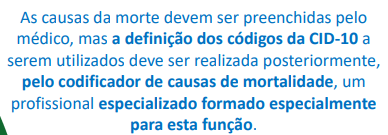 As causas da morte devem ser preenchidas pelo
médico, mas a definição dos códigos da CID-10 a
serem utilizados deve ser realizada posteriormente,
pelo codificador de causas de mortalidade, um
profissional especializado formado especialmente
para esta função.